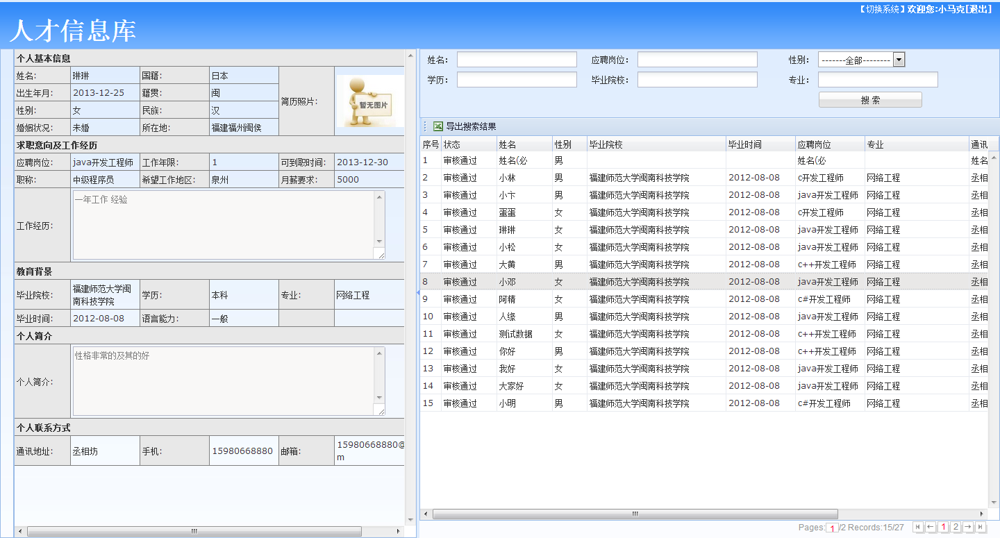 【切换系统】欢迎您:小马克[退出]
人才信息库
个人基本信息
姓名: 琳琳 国籍: 日本 简历照片: 暂无图片
出生年月: 2013-12-25 籍贯: 闽
性别: 女 民族: 汉
婚姻状况: 未婚 所在地: 福建福州闽侯
求职意向及工作经历
应聘岗位: java开发工程师 工作年限: 1 可到职时间: 2013-12-30
职称: 中级程序员 希望工作地区: 泉州 月薪要求: 5000
工作经历: 一年工作 经验
教育背景
毕业院校: 福建师范大学闽南科技学院 学历: 本科 专业: 网络工程
毕业时间: 2012-08-08 语言能力: 一般
个人简介
个人简介: 性格非常的及其的好
个人联系方式
通讯地址: 丞相坊 手机: 15980668880 邮箱: 15980668880@
m
姓名: 应聘岗位: 性别: -------全部--------
学历: 毕业院校: 专业:
搜 索
导出搜索结果
序号 状态 姓名 性别 毕业院校 毕业时间 应聘岗位 专业 通讯
1 审核通过 姓名(必 男 姓名(必 姓名
2 审核通过 小林 男 福建师范大学闽南科技学院 2012-08-08 c开发工程师 网络工程 丞相
3 审核通过 小卞 男 福建师范大学闽南科技学院 2012-08-08 java开发工程师 网络工程 丞相
4 审核通过 蛋蛋 女 福建师范大学闽南科技学院 2012-08-08 c开发工程师 网络工程 丞相
5 审核通过 琳琳 女 福建师范大学闽南科技学院 2012-08-08 java开发工程师 网络工程 丞相
6 审核通过 小松 女 福建师范大学闽南科技学院 2012-08-08 java开发工程师 网络工程 丞相
7 审核通过 大黄 男 福建师范大学闽南科技学院 2012-08-08 c++开发工程师 网络工程 丞相
8 审核通过 小邓 女 福建师范大学闽南科技学院 2012-08-08 java开发工程师 网络工程 丞相
9 审核通过 阿精 女 福建师范大学闽南科技学院 2012-08-08 c#开发工程师 网络工程 丞相
10 审核通过 人缘 男 福建师范大学闽南科技学院 2012-08-08 java开发工程师 网络工程 丞相
11 审核通过 测试数据 女 福建师范大学闽南科技学院 2012-08-08 c++开发工程师 网络工程 丞相
12 审核通过 你好 男 福建师范大学闽南科技学院 2012-08-08 c++开发工程师 网络工程 丞相
13 审核通过 我好 女 福建师范大学闽南科技学院 2012-08-08 java开发工程师 网络工程 丞相
14 审核通过 大家好 女 福建师范大学闽南科技学院 2012-08-08 java开发工程师 网络工程 丞相
15 审核通过 小明 男 福建师范大学闽南科技学院 2012-08-08 c#开发工程师 网络工程 丞相
Pages: 1 /2 Records:15/27 1 2